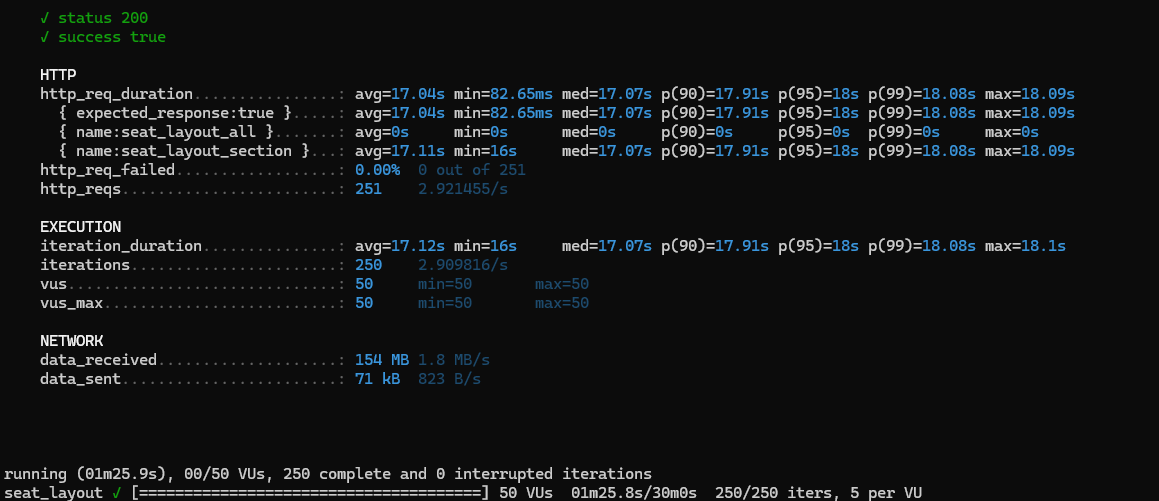 ✓ status 200
✓ success true
HTTP
http_req_duration................: avg=17.04s min=82.65ms med=17.07s p(90)=17.91s p(95)=18s p(99)=18.08s max=18.09s
{ expected_response:true }.....: avg=17.04s min=82.65ms med=17.07s p(90)=17.91s p(95)=18s p(99)=18.08s max=18.09s
{ name:seat_layout_all }.......: avg=0s min=0s med=0s p(90)=0s p(95)=0s p(99)=0s max=0s
{ name:seat_layout_section }...: avg=17.11s min=16s med=17.07s p(90)=17.91s p(95)=18s p(99)=18.08s max=18.09s
http_req_failed..................: 0.00% 0 out of 251
http_reqs........................: 251 2.921455/s
EXECUTION
iteration_duration...............: avg=17.12s min=16s med=17.07s p(90)=17.91s p(95)=18s p(99)=18.08s max=18.1s
iterations.......................: 250 2.909816/s
vus..............................: 50 min=50 max=50
vus_max..........................: 50 min=50 max=50
NETWORK
data_received....................: 154 MB 1.8 MB/s
data_sent........................: 71 kB 823 B/s
running (01m25.9s), 00/50 VUs, 250 complete and 0 interrupted iterations
seat_layout ✓ [======================================] 50 VUs 01m25.8s/30m0s 250/250 iters, 5 per VU